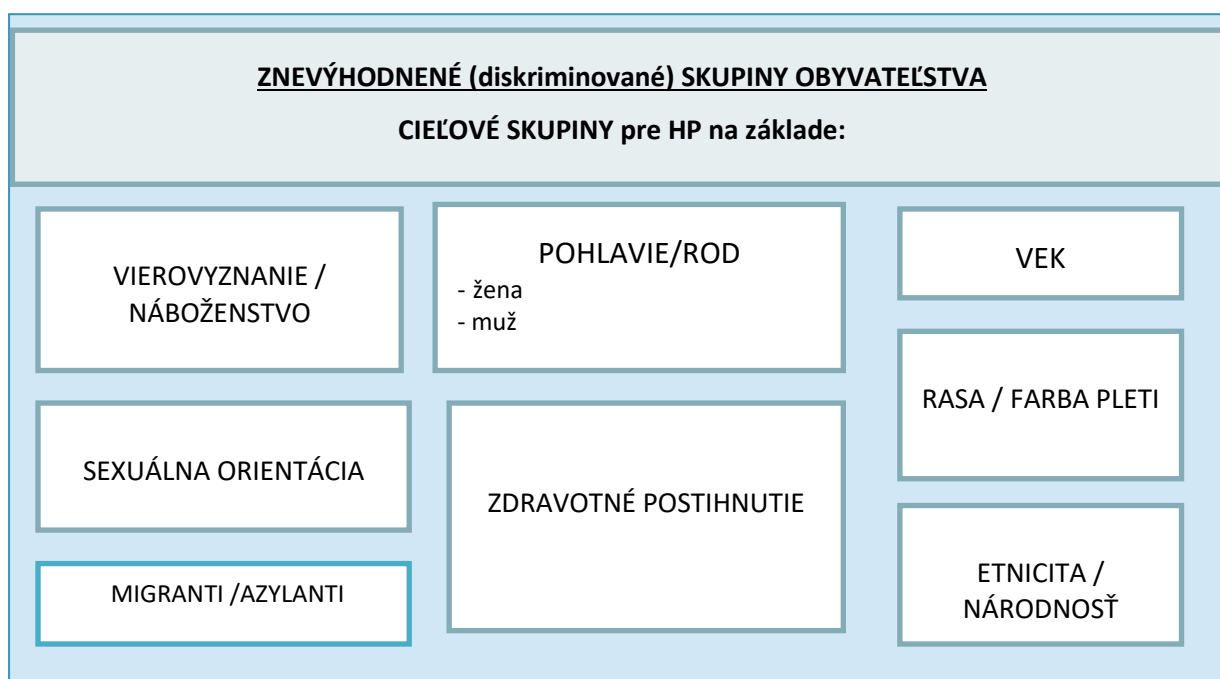 ZNEVÝHODNENÉ (diskriminované) SKUPINY OBYVATEĽSTVA
CIEĽOVÉ SKUPINY pre HP na základe:
VIEROVYZNANIE /
NÁBOŽENSTVO
POHLAVIE/ROD
- žena
- muž
VEK
RASA / FARBA PLETI
SEXUÁLNA ORIENTÁCIA
ZDRAVOTNÉ POSTIHNUTIE
MIGRANTI /AZYLANTI
ETNICITA /
NÁRODNOSŤ